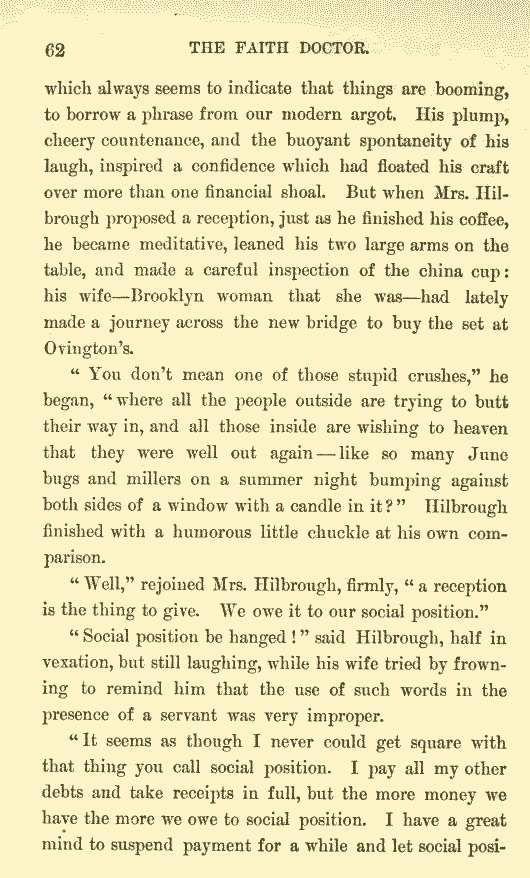 62 THE FAITH DOCTOR.
which always seems to indicate that things are booming,
to borrow a phrase from our modern argot. His plump,
cheery countenance, and the buoyant spontaneity of his
laugh, inspired a confidence which had floated his craft
over more than one financial shoal. But when Mrs. Hil-
brough proposed a reception, just as he finished his coffee,
he became meditative, leaned his two large arms on the
table, and made a careful inspection of the china cup:
his wife—Brooklyn woman that she was—had lately
made a journey across the new bridge to buy the set at
Ovington's.
" You don't mean one of those stupid crushes," he
began, "where all the people outside are trying to butt
their way in, and all those inside are wishing to heaven
that they were well out again — like so many June
bugs and millers on a summer night bumping against
both sides of a window with a candle in it?" Hilbrough
finished with a humorous little chuckle at his own com-
parison.
"Well," rejoined Mrs. Hilbrough, firmly, "a reception
is the thing to give. We owe it to our social position."
"Social position be hanged!" said Hilbrough, half in
vexation, but still laughing, while his wife tried by frown-
ing to remind him that the use of such words in the
presence of a servant was very improper.
"It seems as though I never could get square with
that thing you call social position. I pay all my other
debts and take receipts in full, but the more money we
have the more we owe to social position. I have a great
mind to suspend payment for a while and let social posi-